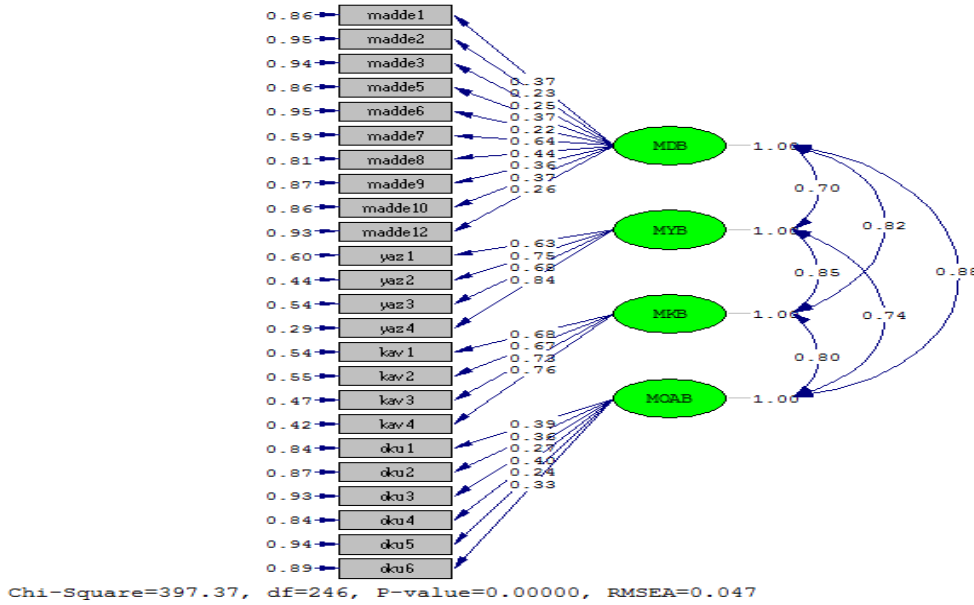 0.86 madde1
0.95 madde2
0.94 madde3
0.86 madde5
0.95 madde6
0.59 madde7
0.81 madde8
0.87 madde9
0.86 madde10
0.93 madde12
0.60 yaz1
0.44 yaz2
0.54 yaz3
0.29 yaz4
0.54 kav1
0.55 kav2
0.47 kav3
0.42 kav4
0.84 oku1
0.87 oku2
0.93 oku3
0.84 oku4
0.94 oku5
0.89 oku6
0.37
0.23
0.25
0.37
0.22
0.64
0.44
0.36
0.37
0.26
0.63
0.75
0.68
0.84
0.68
0.67
0.73
0.76
0.39
0.36
0.27
0.40
0.24
0.33
MDB 1.00
MYB 1.00
MKB 1.00
MOAB 1.00
0.70
0.82
0.85
0.88
0.74
0.80
Chi-Square=397.37, df=246, P-value=0.00000, RMSEA=0.047